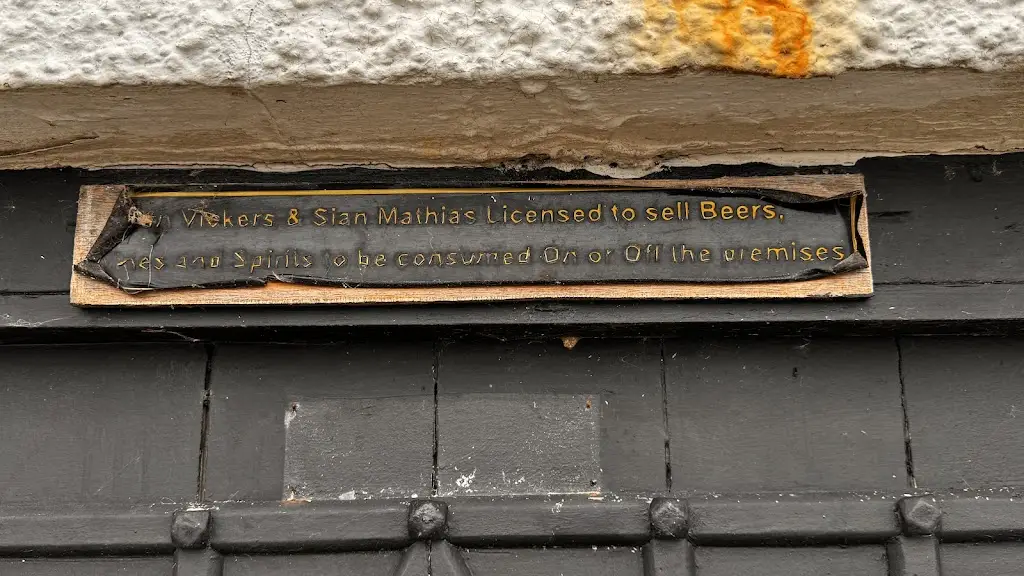 Vickers & Sian Mathias Licensed to sell Beers,
and Spirits to be consumed On or Off the premises